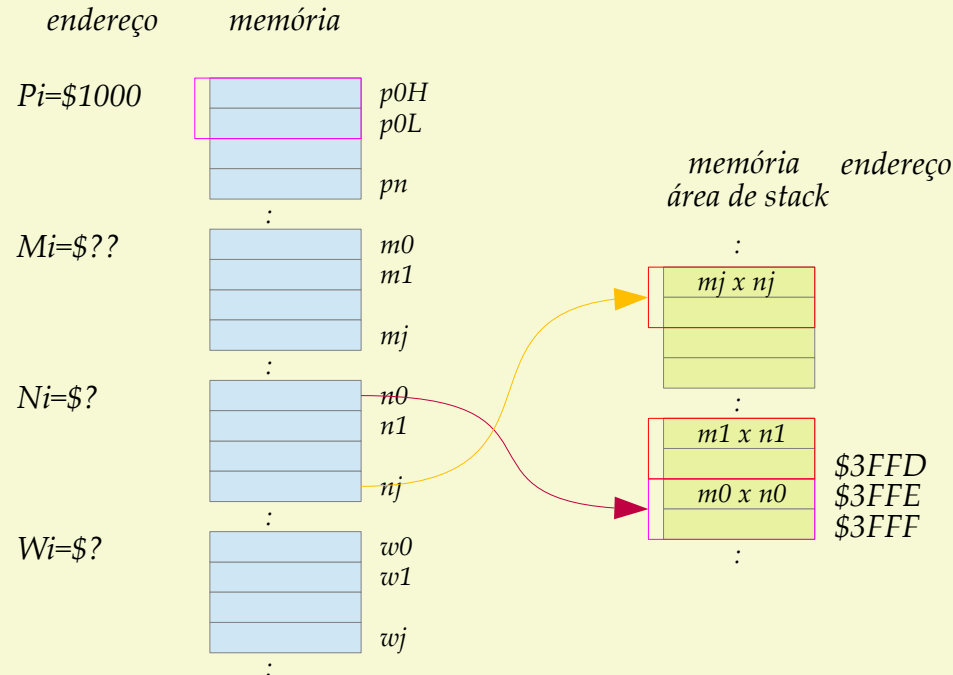 endereço memória
Pi=$1000
p0H
p0L
pn
:
Mi=$??
m0
m1
mj
:
Ni=$?
n0
n1
nj
:
Wi=$?
w0
w1
wj
:
memória endereço
área de stack
:
mj x nj
:
m1 x n1
$3FFD
m0 x n0 $3FFE
$3FFF
: